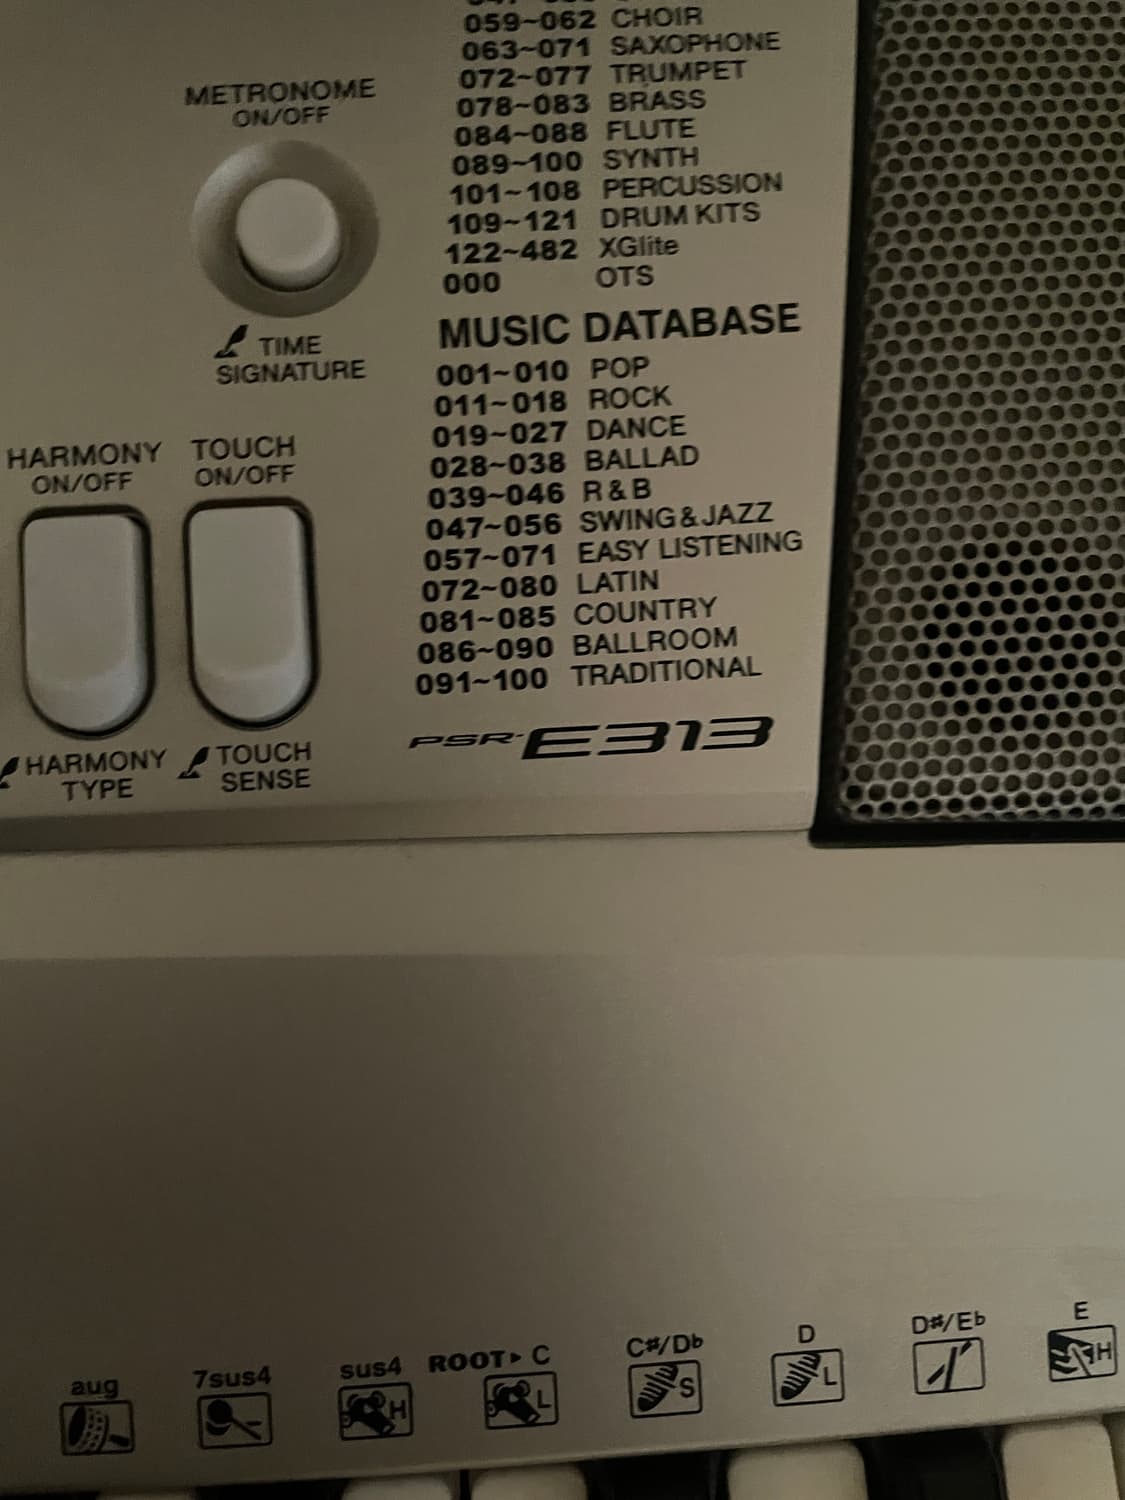 059~062 CHOIR
063~071 SAXOPHONE
072~077 TRUMPET
078~083 BRASS
084~088 FLUTE
089~100 SYNTH
101~108 PERCUSSION
109~121 DRUM KITS
122~482 XGlite
000 OTS
METRONOME
ON/OFF
TIME
SIGNATURE
MUSIC DATABASE
001~010 POP
011~018 ROCK
019~027 DANCE
028~038 BALLAD
039~046 R & B
047~056 SWING & JAZZ
057~071 EASY LISTENING
072~080 LATIN
081~085 COUNTRY
086~090 BALLROOM
091~100 TRADITIONAL
HARMONY
ON/OFF
TOUCH
ON/OFF
HARMONY
TYPE
TOUCH
SENSE
PSR-E313
aug
7sus4
sus4
H
ROOT▸ C
L
C#/Db
S
D
L
D#/Eb
E
H